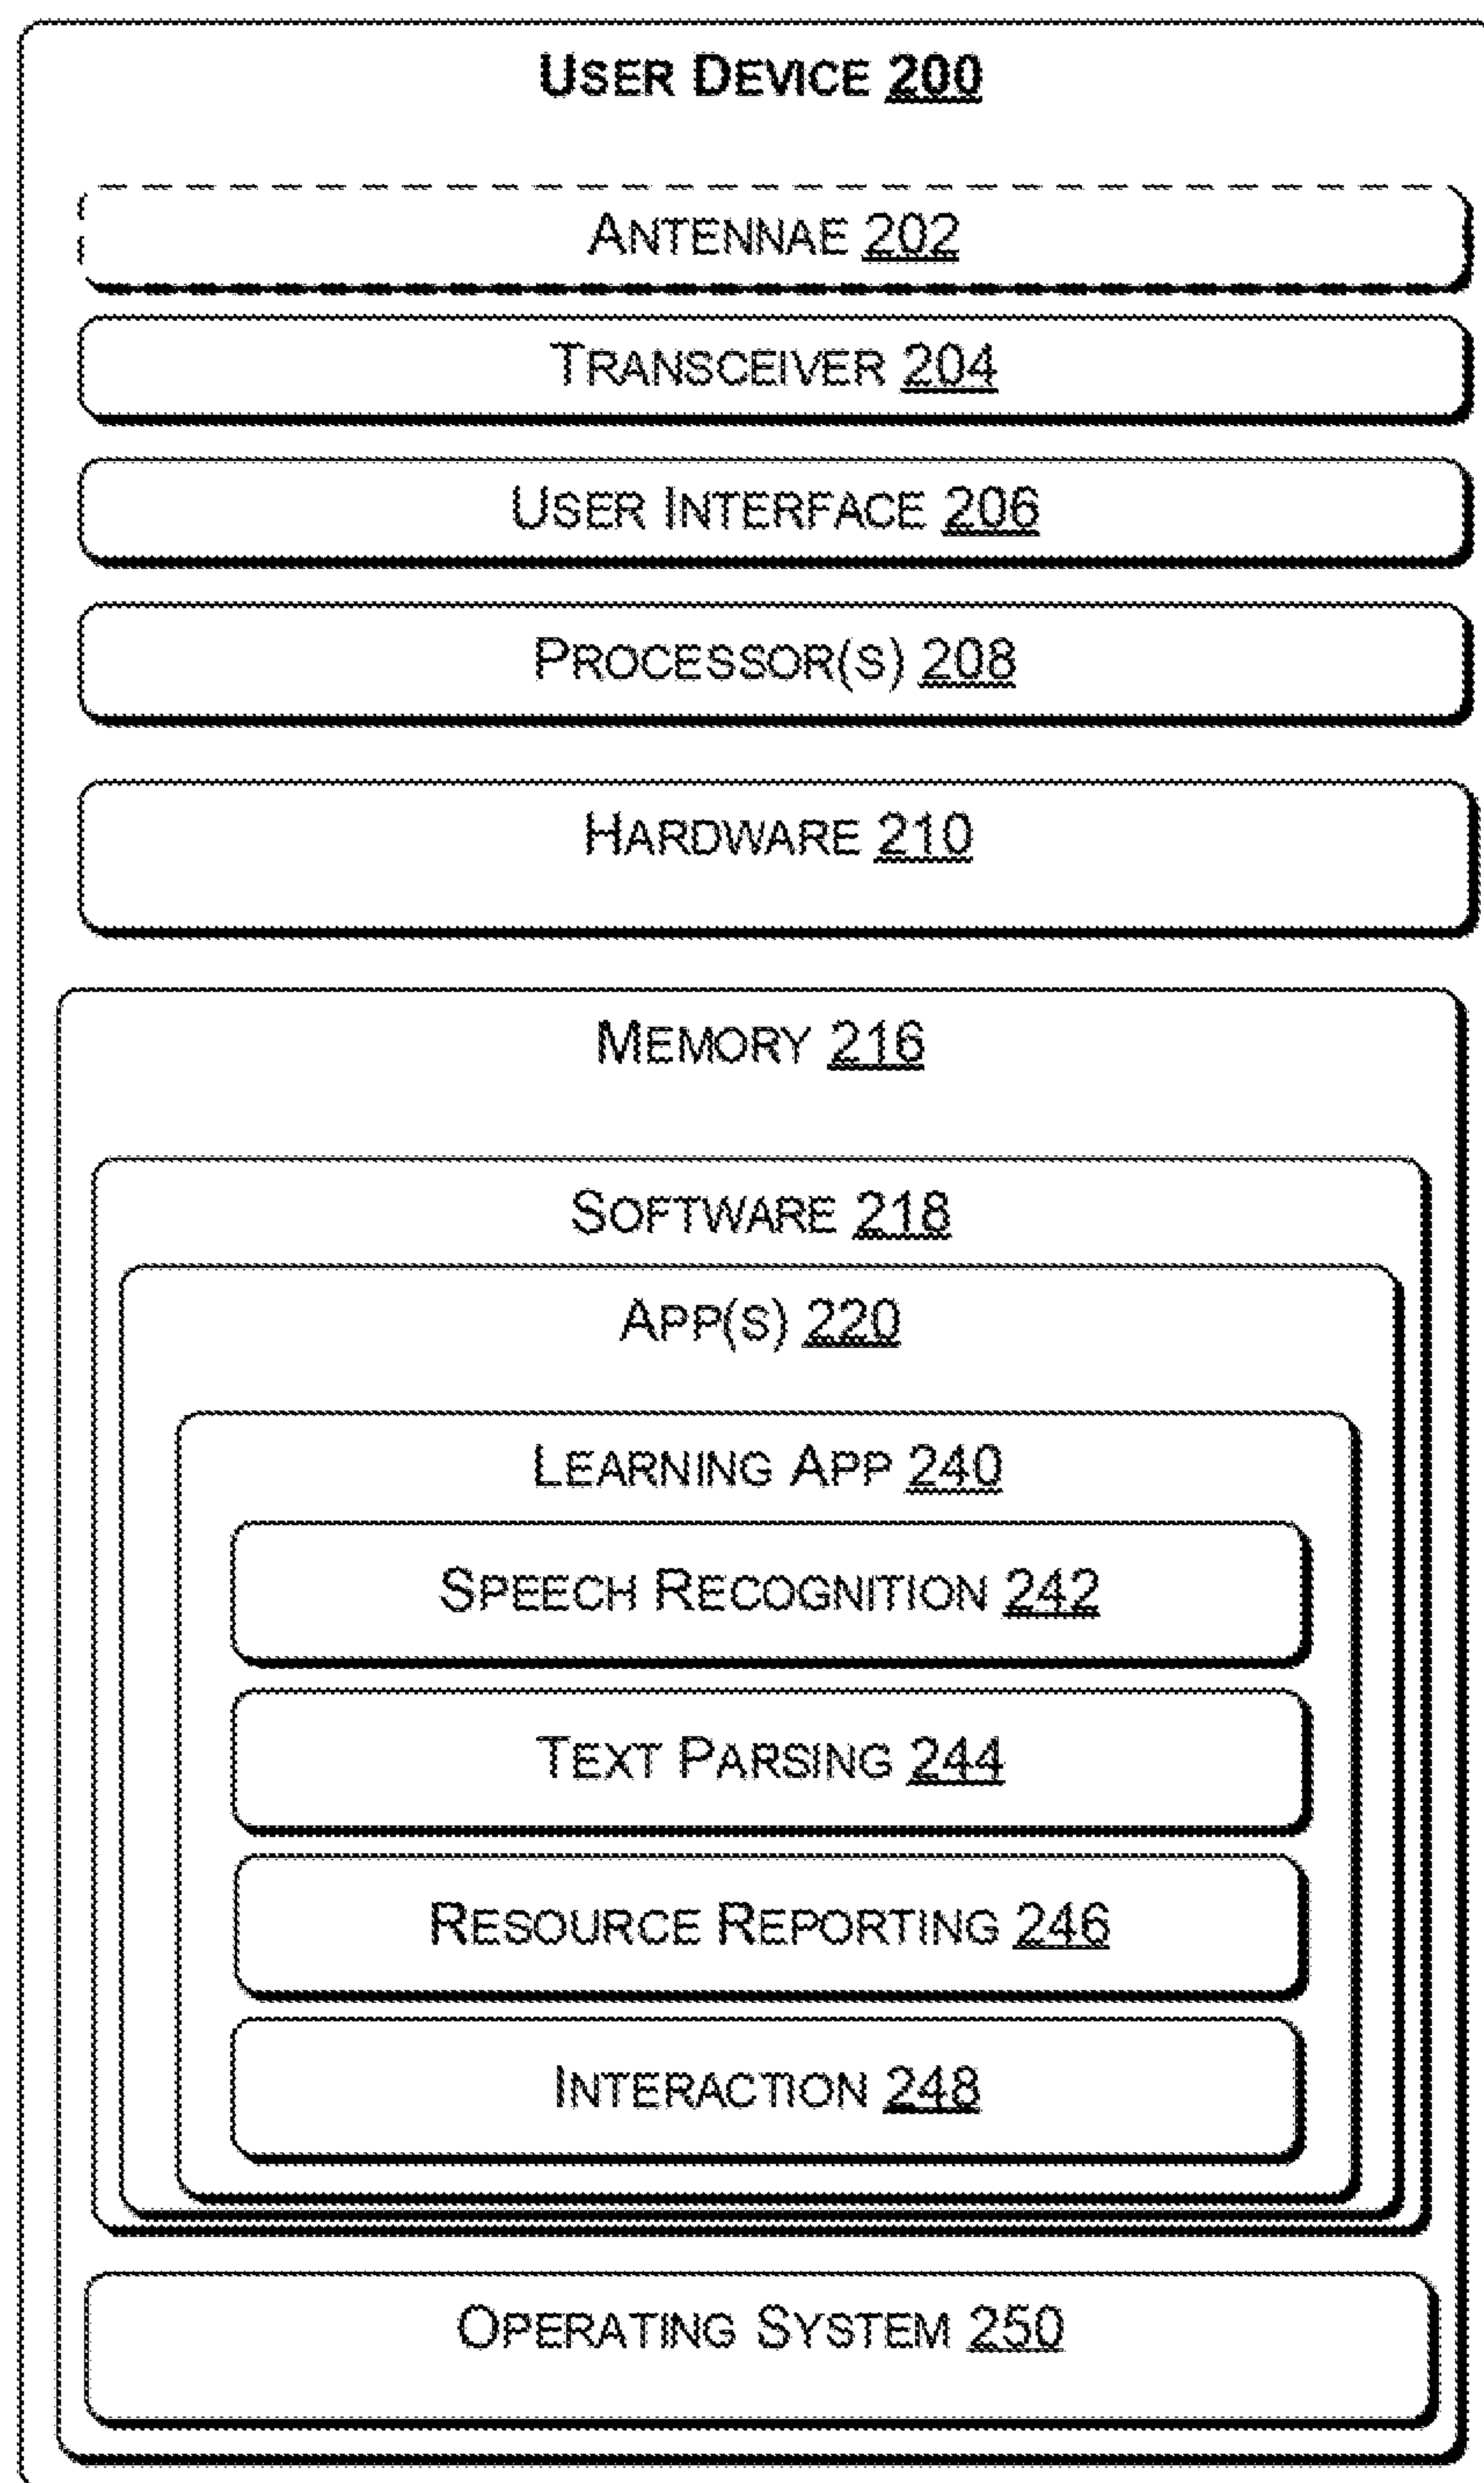 USER DEVICE 200
ANTENNAE 202
TRANSCEIVER 204
USER INTERFACE 206
PROCESSOR(S) 208
HARDWARE 210
MEMORY 216
SOFTWARE 218
APP(S) 220
LEARNING APP 240
SPEECH RECOGNITION 242
TEXT PARSING 244
RESOURCE REPORTING 246
INTERACTION 248
OPERATING SYSTEM 250